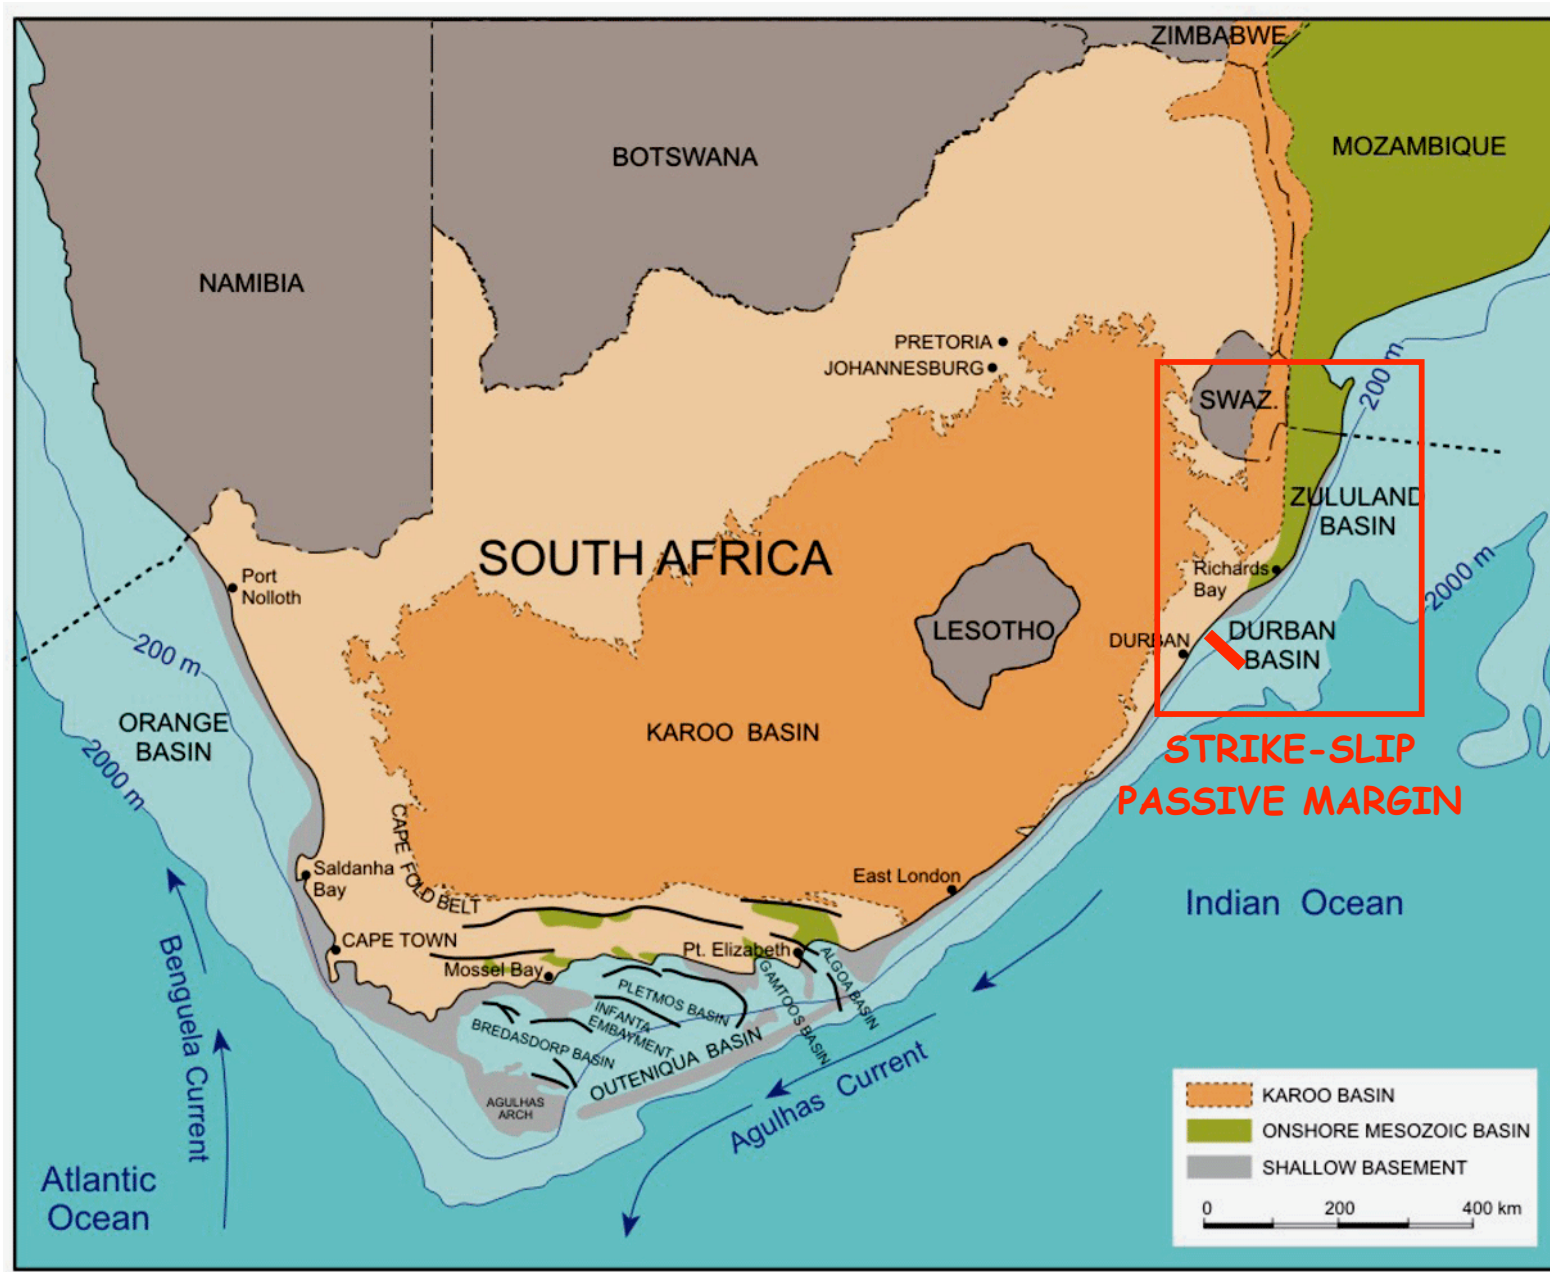 ZIMBABWE
MOZAMBIQUE
BOTSWANA
NAMIBIA
PRETORIA
JOHANNESBURG
SWAZ.
200 m
ZULULAND
BASIN
SOUTH AFRICA
Port
Nolloth
Richards
Bay
2000 m
LESOTHO
DURBAN
DURBAN
BASIN
200 m
ORANGE
BASIN
2000 m
KAROO BASIN
STRIKE-SLIP
PASSIVE MARGIN
CAPE FOLD BELT
Saldanha
Bay
East London
Indian Ocean
CAPE TOWN
Mossel Bay
Pt. Elizabeth
ALGOA BASIN
GAMTOOS BASIN
PLETMOS BASIN
INFANTA
EMBAYMENT
BREDASDORP BASIN
OUTENIQUA BASIN
AGULHAS
ARCH
Benguela Current
Agulhas Current
Atlantic
Ocean
KAROO BASIN
ONSHORE MESOZOIC BASIN
SHALLOW BASEMENT
0 200 400 km